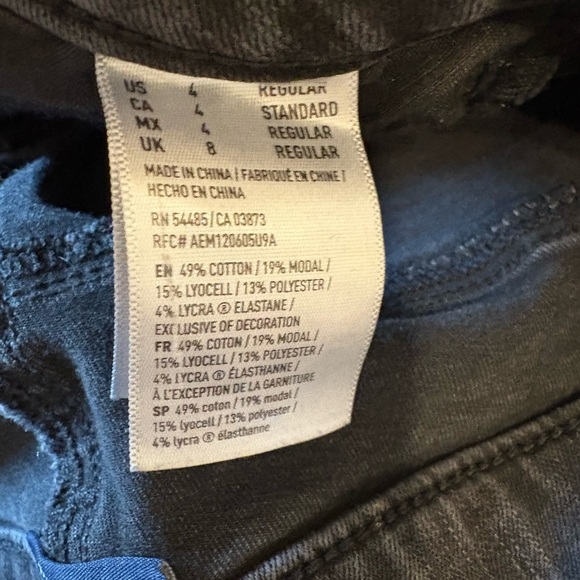 US 4 REGULAR
CA 4 STANDARD
MX 4 REGULAR
UK 8 REGULAR
MADE IN CHINA / FABRIQUÉ EN CHINE /
HECHO EN CHINA
RN 54485 / CA 03873
RFC# AEM120605U9A
EN 49% COTTON / 19% MODAL /
15% LYOCELL / 13% POLYESTER /
4% LYCRA ® ELASTANE /
EXCLUSIVE OF DECORATION
FR 49% COTON / 19% MODAL /
15% LYOCELL / 13% POLYESTER /
4% LYCRA ® ÉLASTHANNE /
À L'EXCEPTION DE LA GARNITURE
SP 49% coton / 19% modal /
15% lyocell / 13% polyester /
4% lycra ® élasthanne